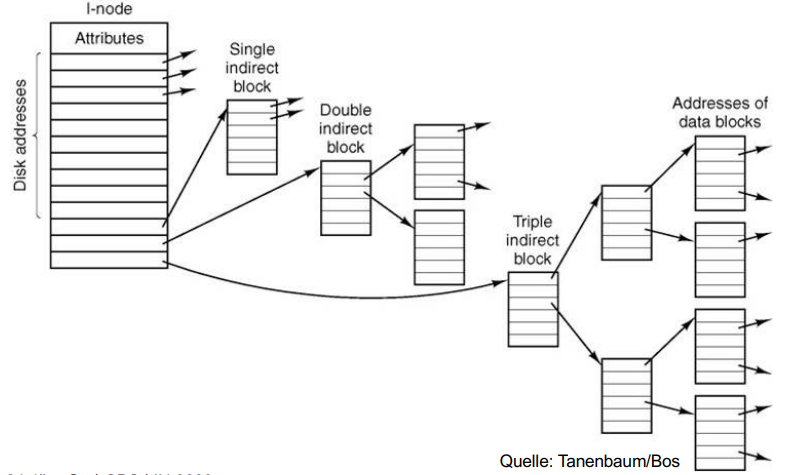 I-node
Attributes
Disk addresses
Single
indirect
block
Double
indirect
block
Triple
indirect
block
Addresses of
data blocks
Quelle: Tanenbaum/Bos